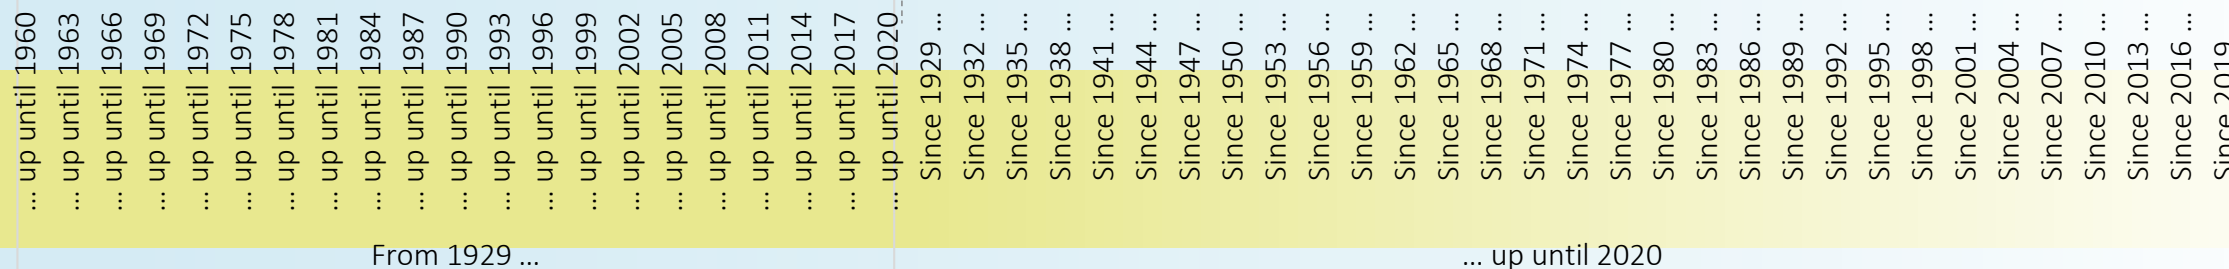 ... up until 1960
... up until 1963
... up until 1966
... up until 1969
... up until 1972
... up until 1975
... up until 1978
... up until 1981
... up until 1984
... up until 1987
... up until 1990
... up until 1993
... up until 1996
... up until 1999
... up until 2002
... up until 2005
... up until 2008
... up until 2011
... up until 2014
... up until 2017
... up until 2020
Since 1929 ...
Since 1932 ...
Since 1935 ...
Since 1938 ...
Since 1941 ...
Since 1944 ...
Since 1947 ...
Since 1950 ...
Since 1953 ...
Since 1956 ...
Since 1959 ...
Since 1962 ...
Since 1965 ...
Since 1968 ...
Since 1971 ...
Since 1974 ...
Since 1977 ...
Since 1980 ...
Since 1983 ...
Since 1986 ...
Since 1989 ...
Since 1992 ...
Since 1995 ...
Since 1998 ...
Since 2001 ...
Since 2004 ...
Since 2007 ...
Since 2010 ...
Since 2013 ...
Since 2016 ...
Since 2019
From 1929 ...
... up until 2020